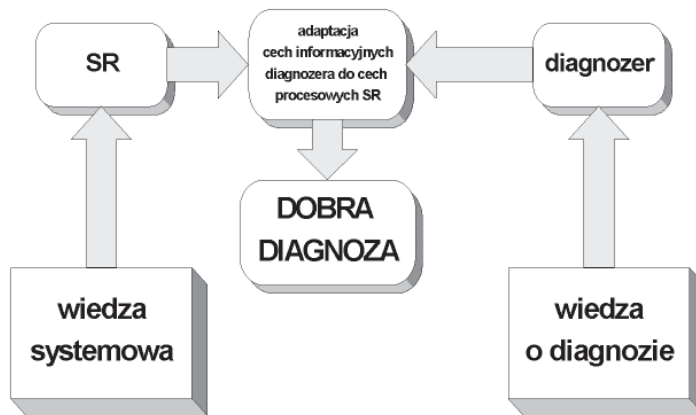 SR
adaptacja
cech informacyjnych
diagnozera do cech
procesowych SR
diagnozer
DOBRA
DIAGNOZA
wiedza
systemowa
wiedza
o diagnozie